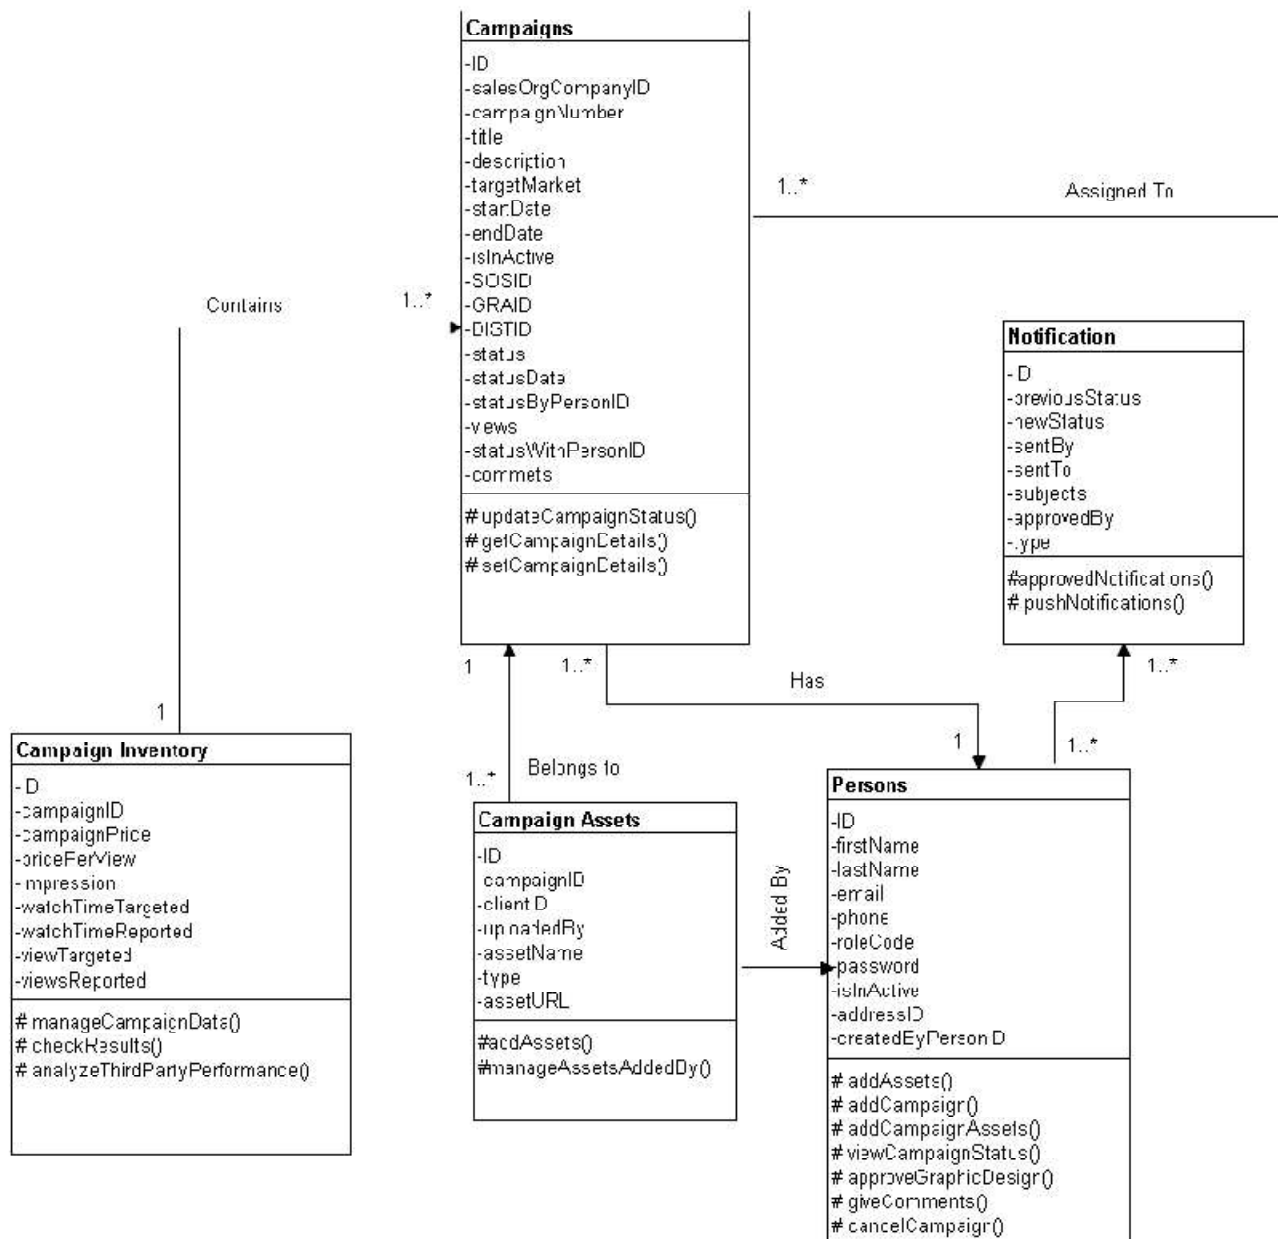 Campaigns
-ID
-salesOrgCompanyID
-campaignNumber
-title
-description
-targetMarket
-startDate
-endDate
-isInActive
-SOSID
-GRAID
-DISTID
-status
-statusData
-statusByPersonID
-views
-statusWithPersonID
-commets
# updateCampaignStatus()
# getCampaignDetails()
# setCampaignDetails()
1..*
Assigned To
Contains
1..*
1
Notification
-ID
-previousStatus
-newStatus
-sentBy
-sentTo
-subjects
-approvedBy
-type
#approvedNotifications()
# pushNotifications()
1
1..*
Has
1
1..*
1..*
Campaign Inventory
-ID
-campaignID
-campaignPrice
-pricePerView
-impression
-watchTimeTargeted
-watchTimeReported
-viewTargeted
-viewsReported
# manageCampaignData()
# checkResults()
# analyzeThirdPartyPerformance()
1..*
Belongs to
Campaign Assets
-ID
-campaignID
-clientID
-uploadedBy
-assetName
-type
-assetURL
#addAssets()
#manageAssetsAddedBy()
Added By
Persons
-ID
-firstName
-lastName
-email
-phone
-roleCode
-password
-isInActive
-addressID
-createdByPersonID
# addAssets()
# addCampaign()
# addCampaignAssets()
# viewCampaignStatus()
# approveGraphicDesign()
# giveComments()
# cancelCampaign()